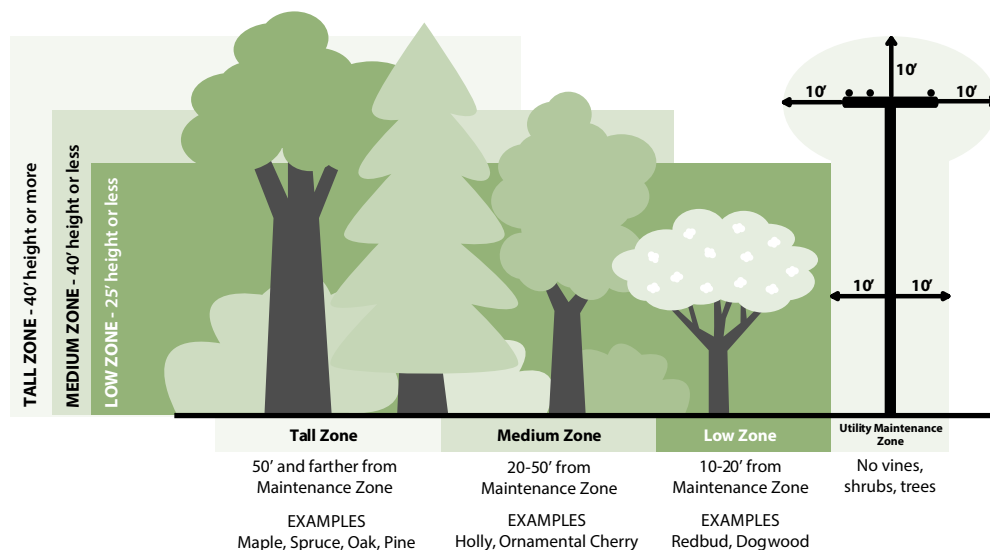 TALL ZONE - 40' height or more
MEDIUM ZONE - 40' height or less
LOW ZONE - 25' height or less
10'
10'
10'
10'
10'
Tall Zone
50' and farther from
Maintenance Zone
EXAMPLES
Maple, Spruce, Oak, Pine
Medium Zone
20-50' from
Maintenance Zone
EXAMPLES
Holly, Ornamental Cherry
Low Zone
10-20' from
Maintenance Zone
EXAMPLES
Redbud, Dogwood
Utility Maintenance
Zone
No vines,
shrubs, trees